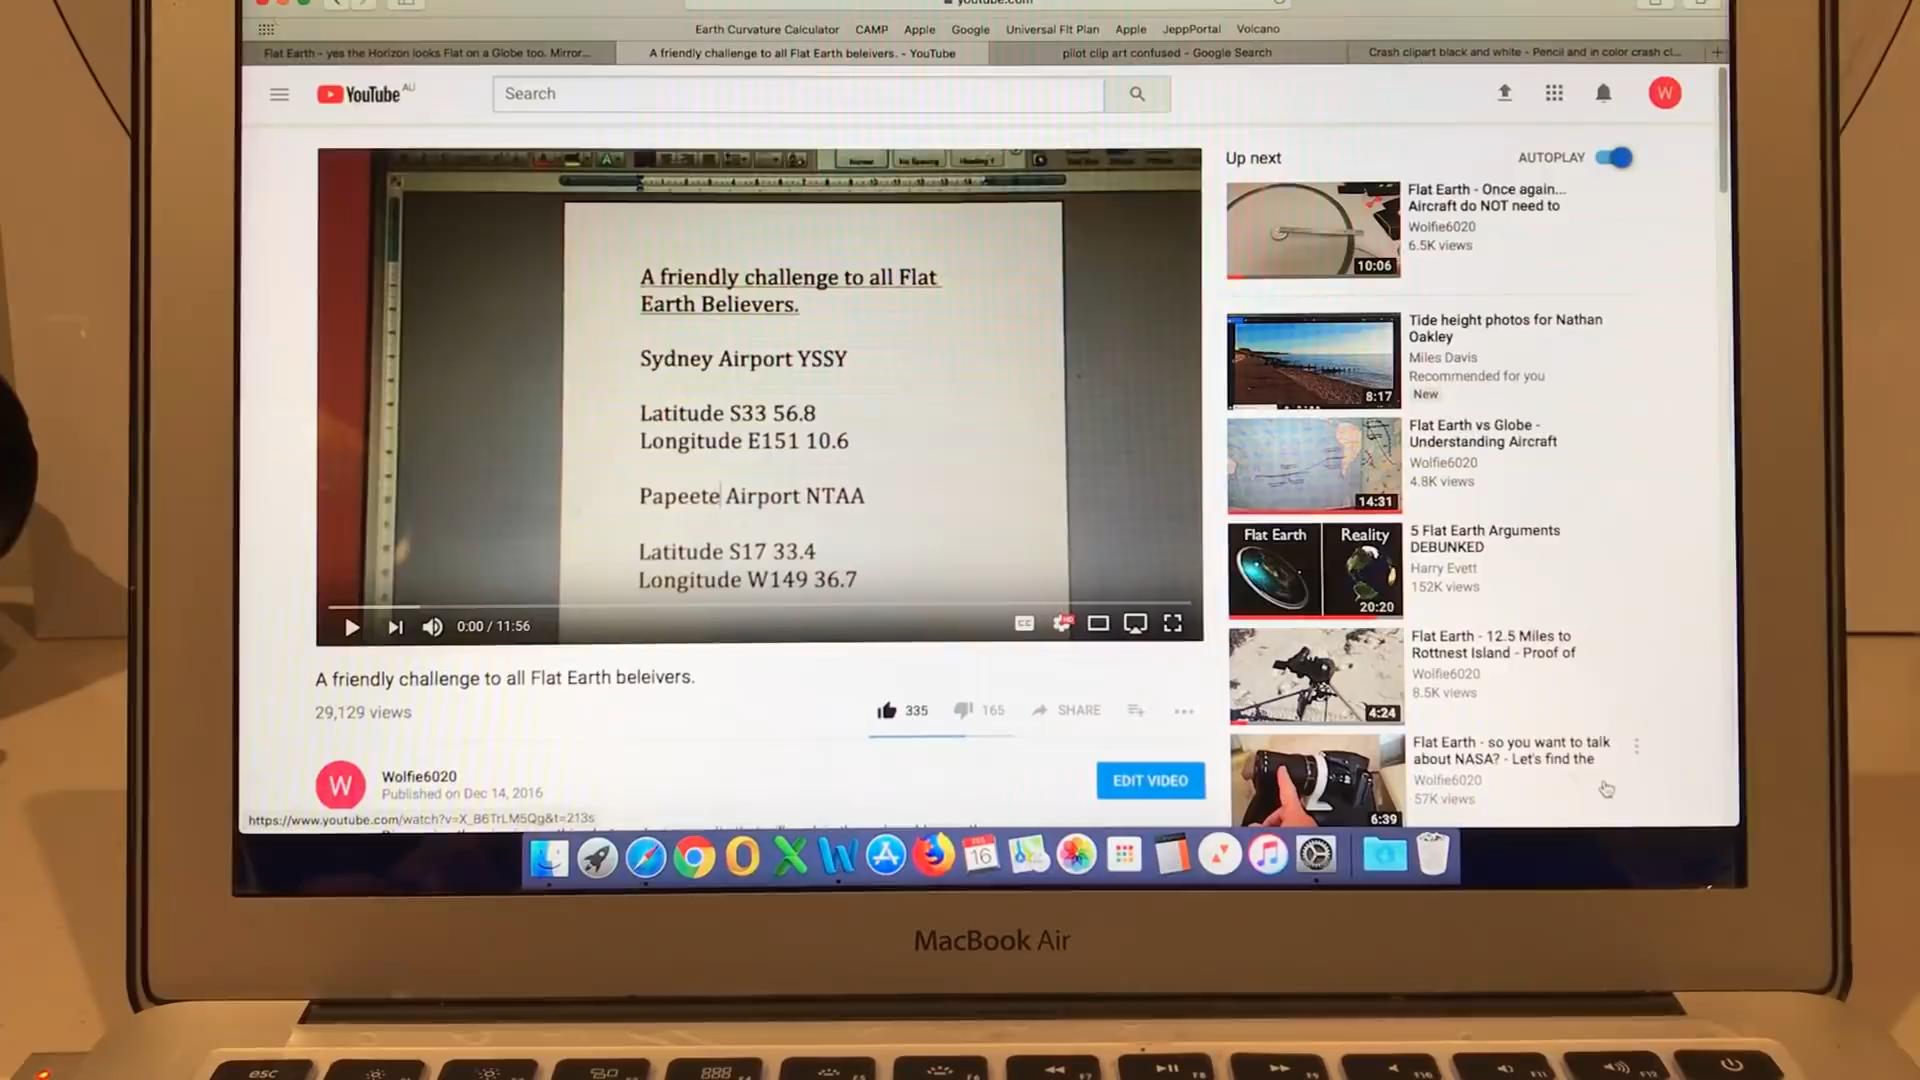 youtube.com
Earth Curvature Calculator CAMP Apple Google Universal Flt Plan Apple JeppPortal Volcano
Flat Earth - yes the Horizon looks Flat on a Globe too. Mirror...
A friendly challenge to all Flat Earth beleivers. - YouTube
pilot clip art confused - Google Search
Crash clipart black and white - Pencil and in color crash cl...
YouTube AU
Search
W
A friendly challenge to all Flat
Earth Believers.
Sydney Airport YSSY
Latitude S33 56.8
Longitude E151 10.6
Papeete Airport NTAA
Latitude S17 33.4
Longitude W149 36.7
0:00 / 11:56
CC
HD
A friendly challenge to all Flat Earth beleivers.
29,129 views
335
165
SHARE
W
Wolfie6020
Published on Dec 14, 2016
EDIT VIDEO
https://www.youtube.com/watch?v=X_B6TrLM5Qg&t=213s
Up next
AUTOPLAY
10:06
Flat Earth - Once again...
Aircraft do NOT need to
Wolfie6020
6.5K views
8:17
Tide height photos for Nathan
Oakley
Miles Davis
Recommended for you
New
14:31
Flat Earth vs Globe -
Understanding Aircraft
Wolfie6020
4.8K views
Flat Earth
Reality
20:20
5 Flat Earth Arguments
DEBUNKED
Harry Evett
152K views
4:24
Flat Earth - 12.5 Miles to
Rottnest Island - Proof of
Wolfie6020
8.5K views
6:39
Flat Earth - so you want to talk
about NASA? - Let's find the
Wolfie6020
57K views
16
MacBook Air
esc